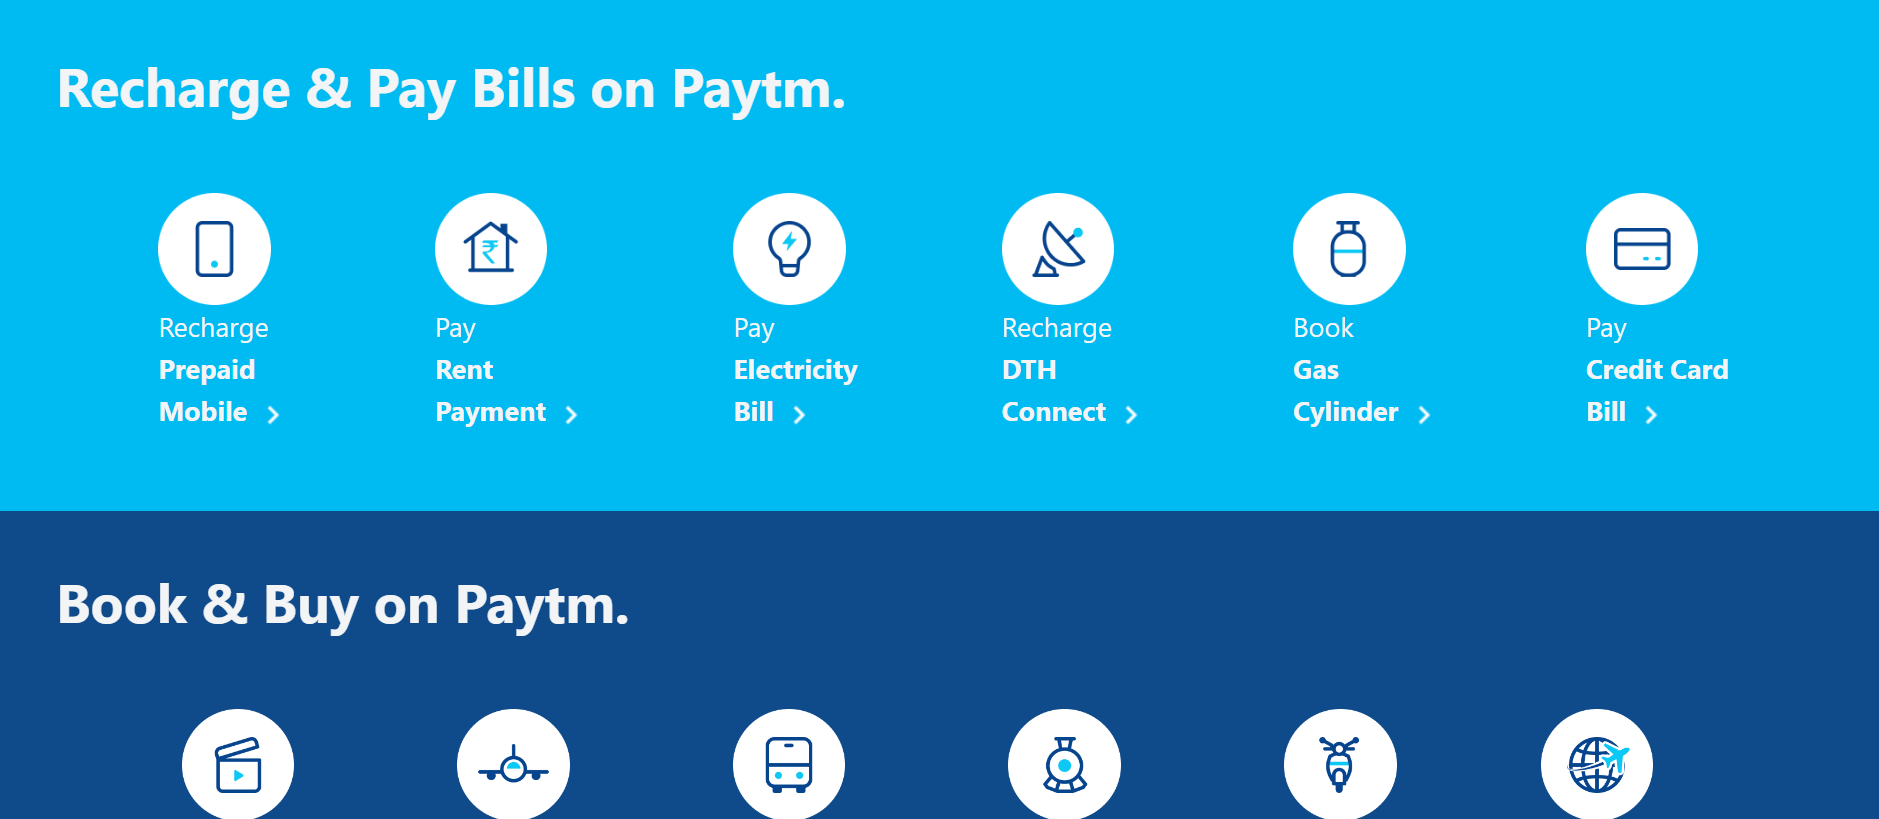 Recharge & Pay Bills on Paytm.
Recharge
Prepaid
Mobile
Pay
Rent
Payment
Pay
Electricity
Bill
Recharge
DTH
Connect
Book
Gas
Cylinder
Pay
Credit Card
Bill
Book & Buy on Paytm.